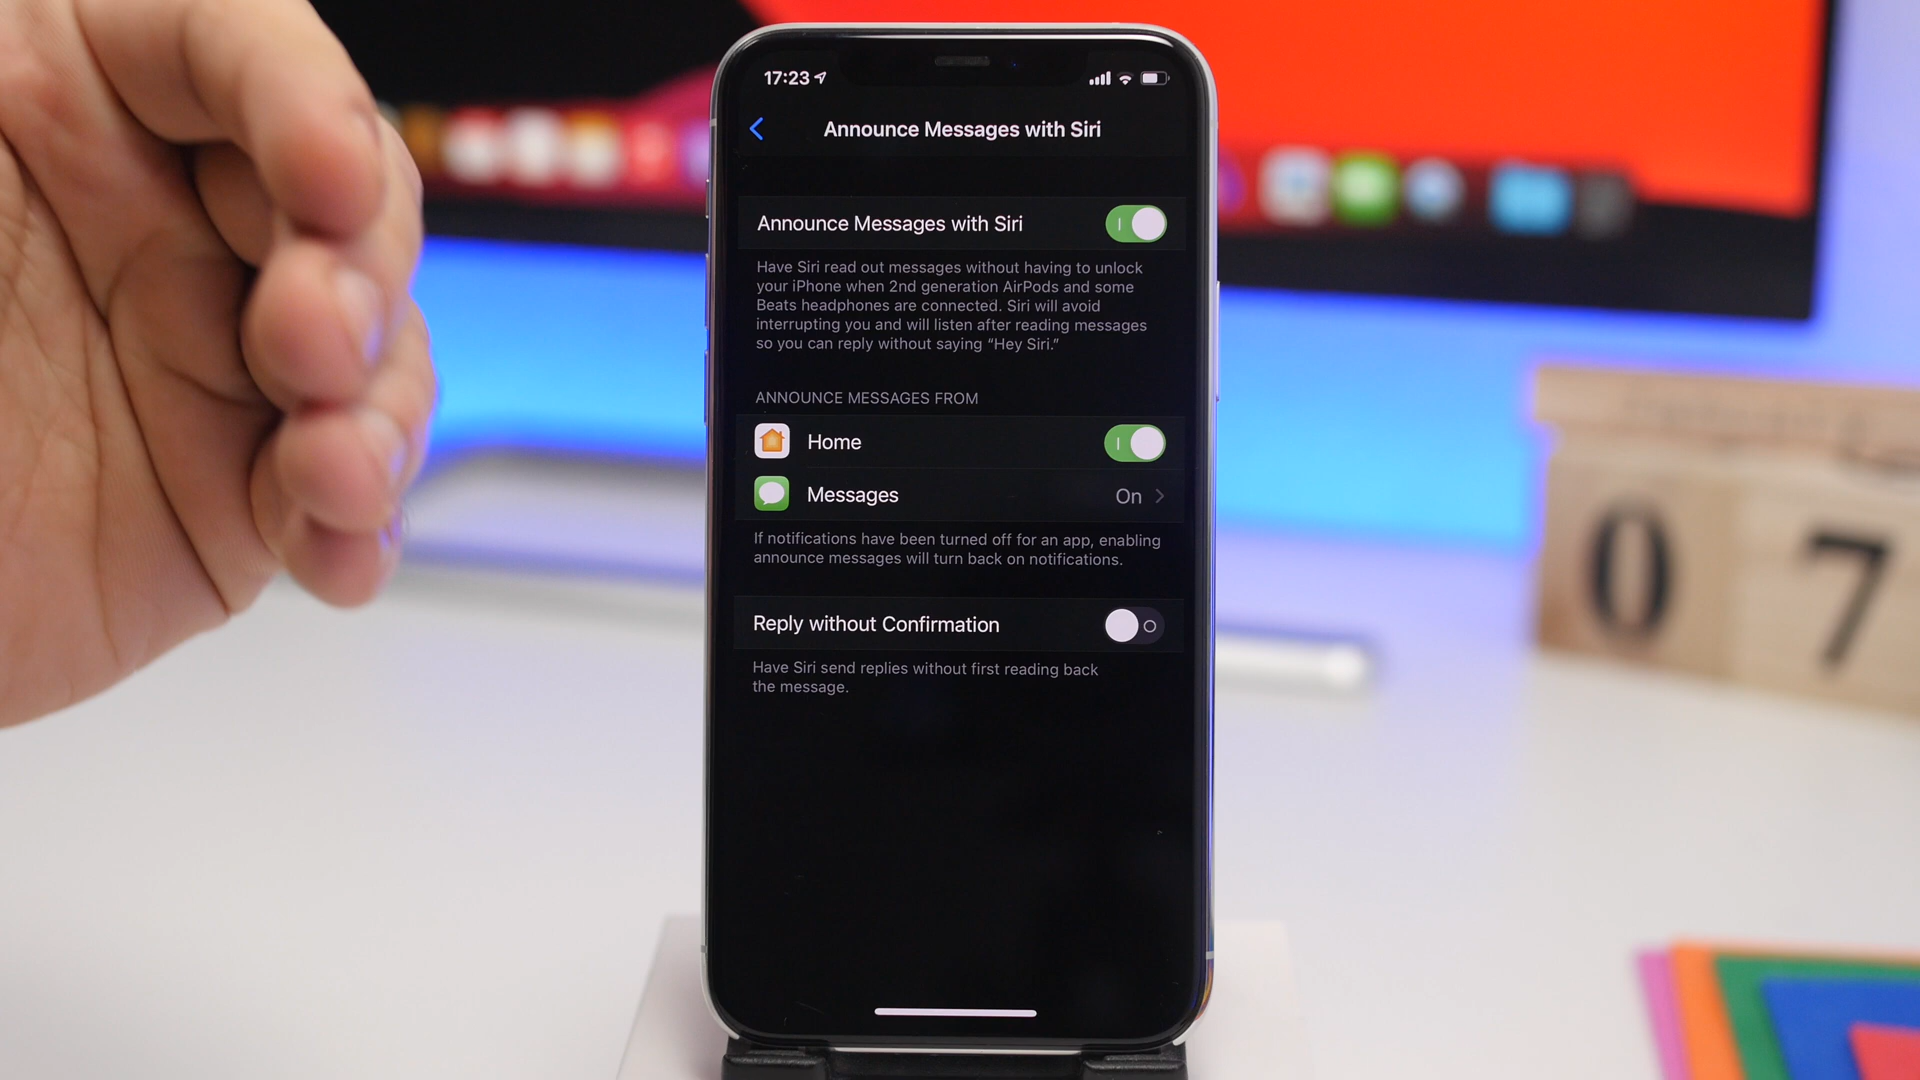 17:23
Announce Messages with Siri
Announce Messages with Siri
Have Siri read out messages without having to unlock
your iPhone when 2nd generation AirPods and some
Beats headphones are connected. Siri will avoid
interrupting you and will listen after reading messages
so you can reply without saying “Hey Siri.”
ANNOUNCE MESSAGES FROM
Home
Messages On
If notifications have been turned off for an app, enabling
announce messages will turn back on notifications.
Reply without Confirmation
Have Siri send replies without first reading back
the message.
07